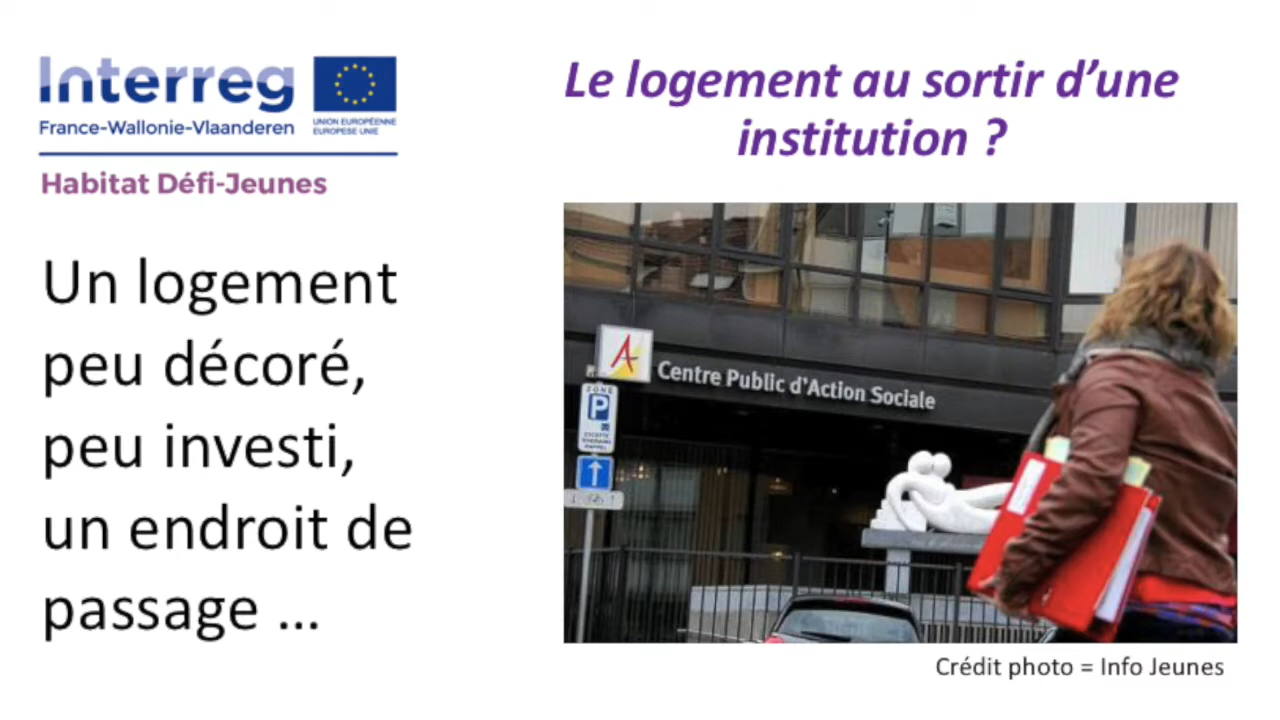 Interreg
France-Wallonie-Vlaanderen
UNION EUROPÉENNE
EUROPESE UNIE
Habitat Défi-Jeunes
Le logement au sortir d’une
institution ?
Un logement
peu décoré,
peu investi,
un endroit de
passage ...
Centre Public d'Action Sociale
ZONE
P
Crédit photo = Info Jeunes